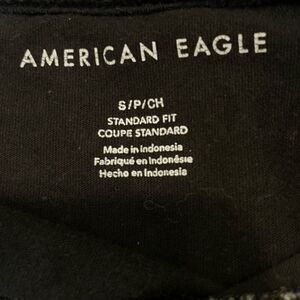 AMERICAN EAGLE
S/P/CH
STANDARD FIT
COUPE STANDARD
Made in Indonesia
Fabriqué en Indonésie
Hecho en Indonesia